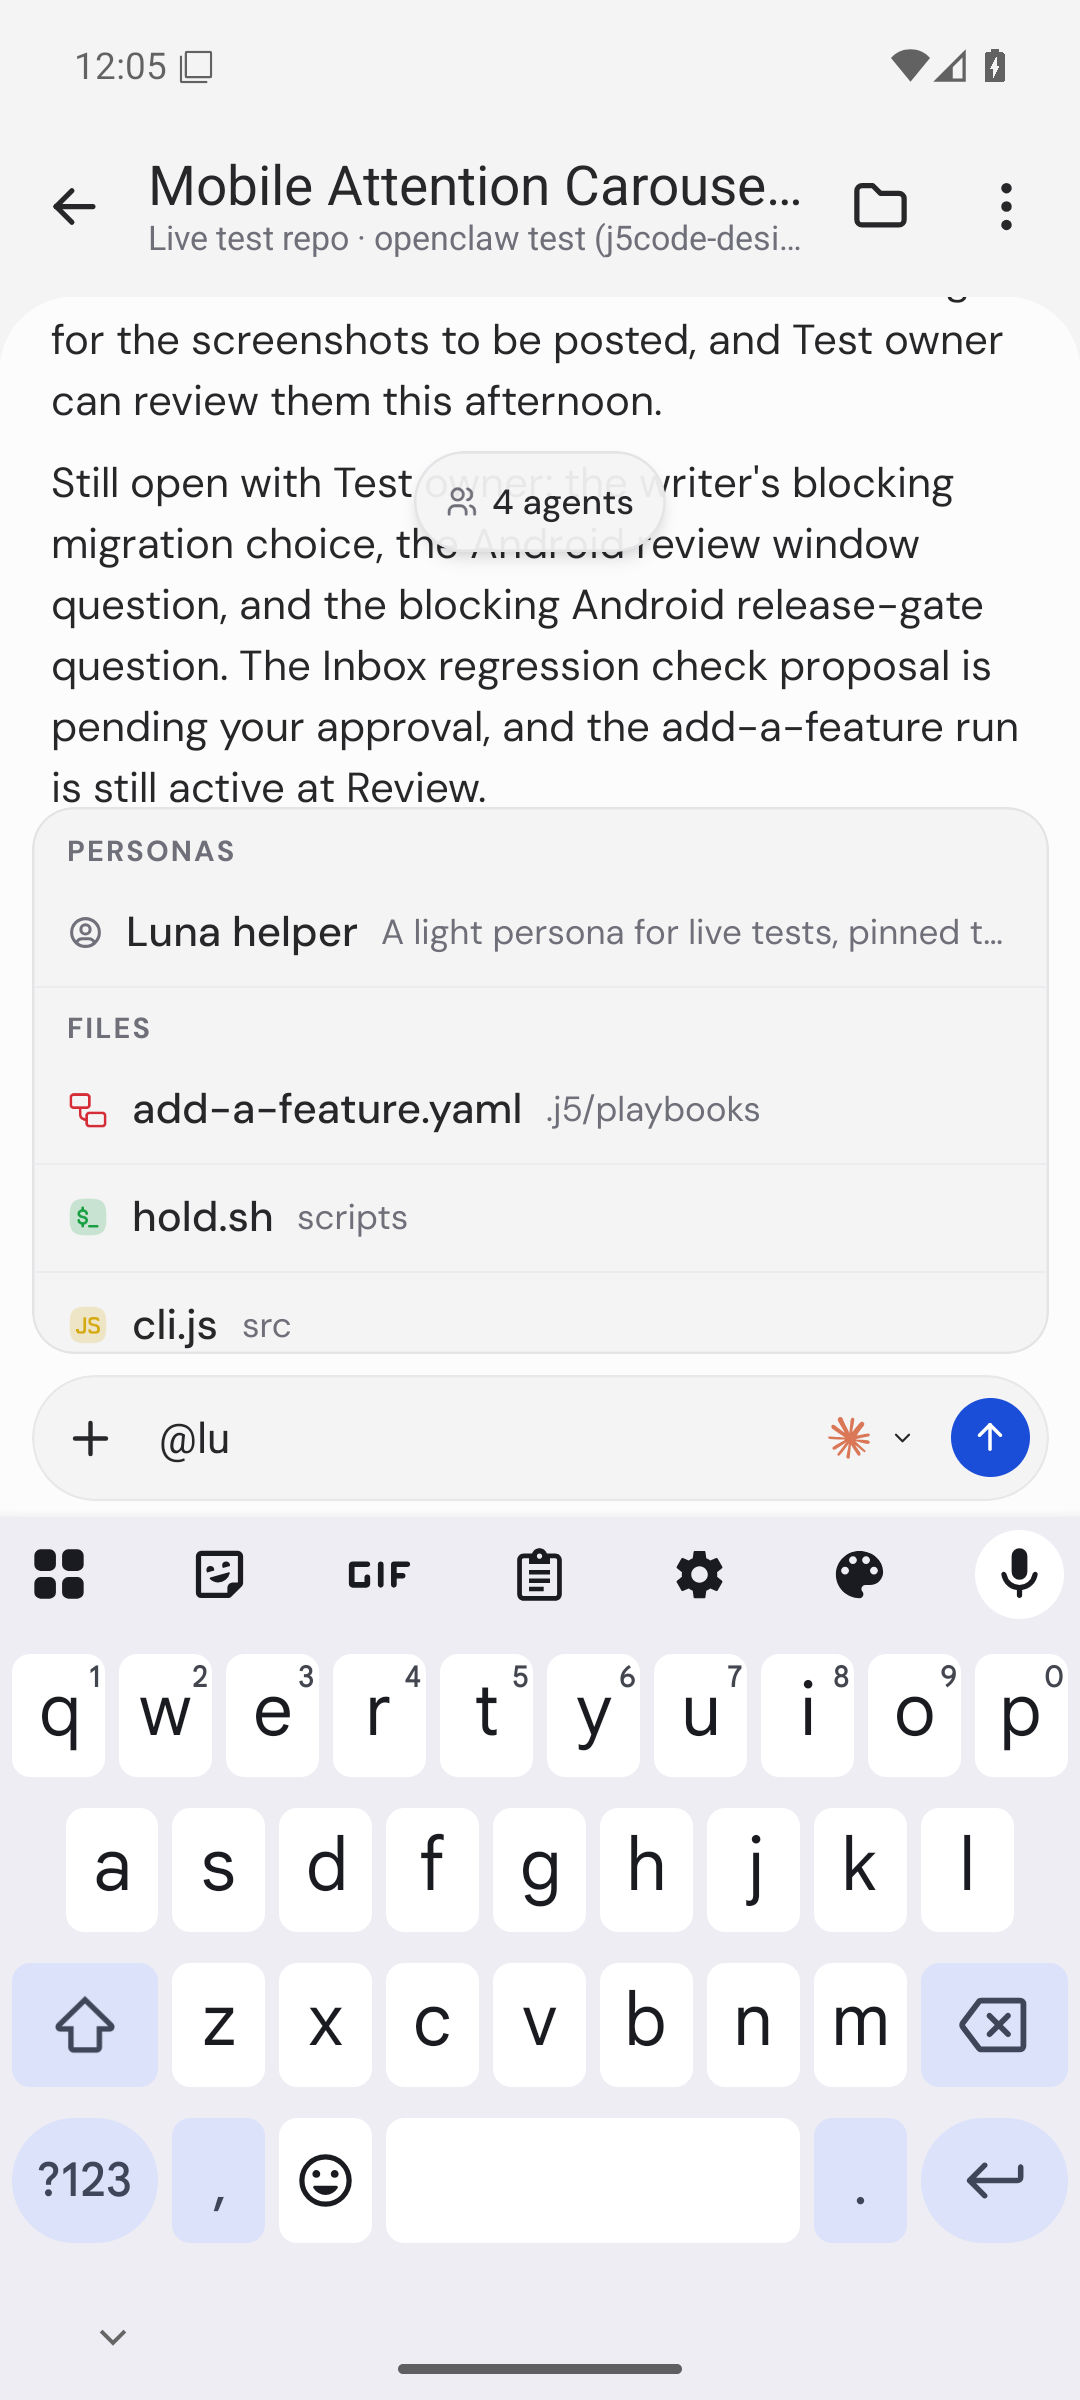 12:05
Mobile Attention Carouse...
Live test repo · openclaw test (j5code-desi...
for the screenshots to be posted, and Test owner
can review them this afternoon.
Still open with Test owner: the writer's blocking
4 agents
migration choice, the Android review window
question, and the blocking Android release-gate
question. The Inbox regression check proposal is
pending your approval, and the add-a-feature run
is still active at Review.
PERSONAS
Luna helper A light persona for live tests, pinned t...
FILES
add-a-feature.yaml .j5/playbooks
$_ hold.sh scripts
JS cli.js src
@lu
GIF
q 1 w 2 e 3 r 4 t 5 y 6 u 7 i 8 o 9 p 0
a s d f g h j k l
z x c v b n m
?123 , .